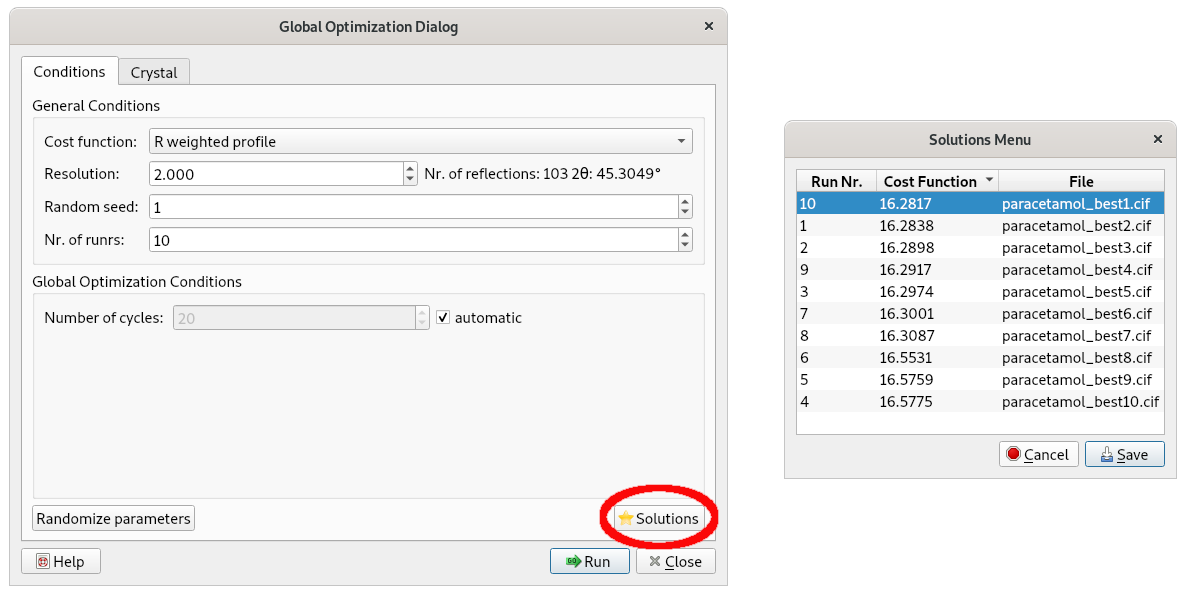 Global Optimization Dialog
Conditions Crystal
General Conditions
Cost function: R weighted profile
Resolution: 2.000 Nr. of reflections: 103 2θ: 45.3049°
Random seed: 1
Nr. of runrs: 10
Global Optimization Conditions
Number of cycles: 20 automatic
Randomize parameters Solutions
Help Run Close
Solutions Menu
Run Nr. Cost Function File
10 16.2817 paracetamol_best1.cif
1 16.2838 paracetamol_best2.cif
2 16.2898 paracetamol_best3.cif
9 16.2917 paracetamol_best4.cif
3 16.2974 paracetamol_best5.cif
7 16.3001 paracetamol_best6.cif
8 16.3087 paracetamol_best7.cif
6 16.5531 paracetamol_best8.cif
5 16.5759 paracetamol_best9.cif
4 16.5775 paracetamol_best10.cif
Cancel Save